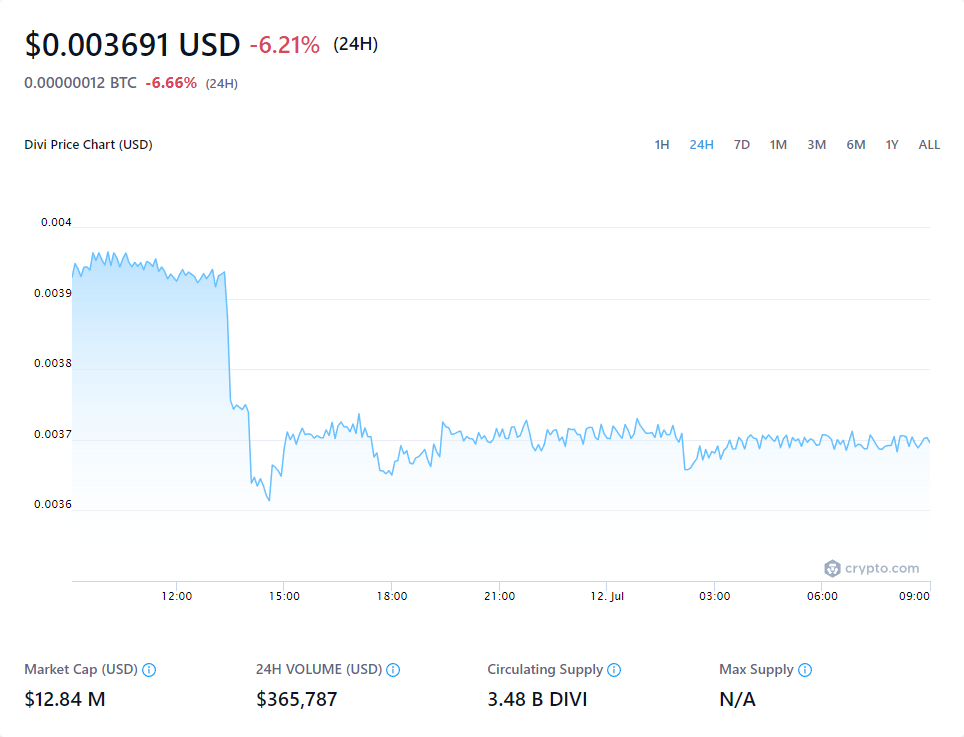 $0.003691 USD -6.21% (24H)
0.00000012 BTC -6.66% (24H)
Divi Price Chart (USD) 1H 24H 7D 1M 3M 6M 1Y ALL
0.004
0.0039
0.0038
0.0037
0.0036
crypto.com
12:00 15:00 18:00 21:00 12. Jul 03:00 06:00 09:00
Market Cap (USD) 24H VOLUME (USD) Circulating Supply Max Supply
$12.84 M $365,787 3.48 B DIVI N/A